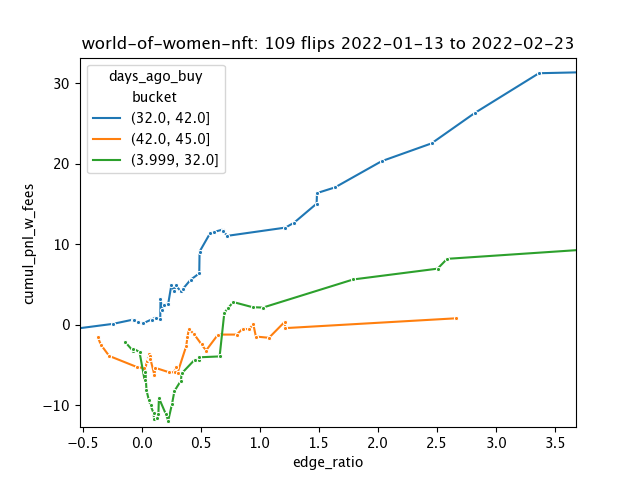 world-of-women-nft: 109 flips 2022-01-13 to 2022-02-23
days_ago_buy
bucket
(32.0, 42.0]
(42.0, 45.0]
(3.999, 32.0]
30
20
10
0
−10
cumul_pnl_w_fees
−0.5 0.0 0.5 1.0 1.5 2.0 2.5 3.0 3.5
edge_ratio